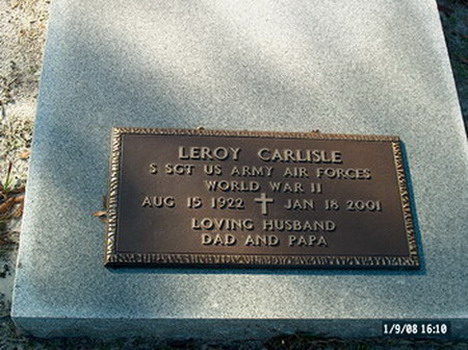 LEROY CARLISLE
S SGT US ARMY AIR FORCES
WORLD WAR II
AUG 15 1922 JAN 18 2001
LOVING HUSBAND
DAD AND PAPA
1/9/08 16:10